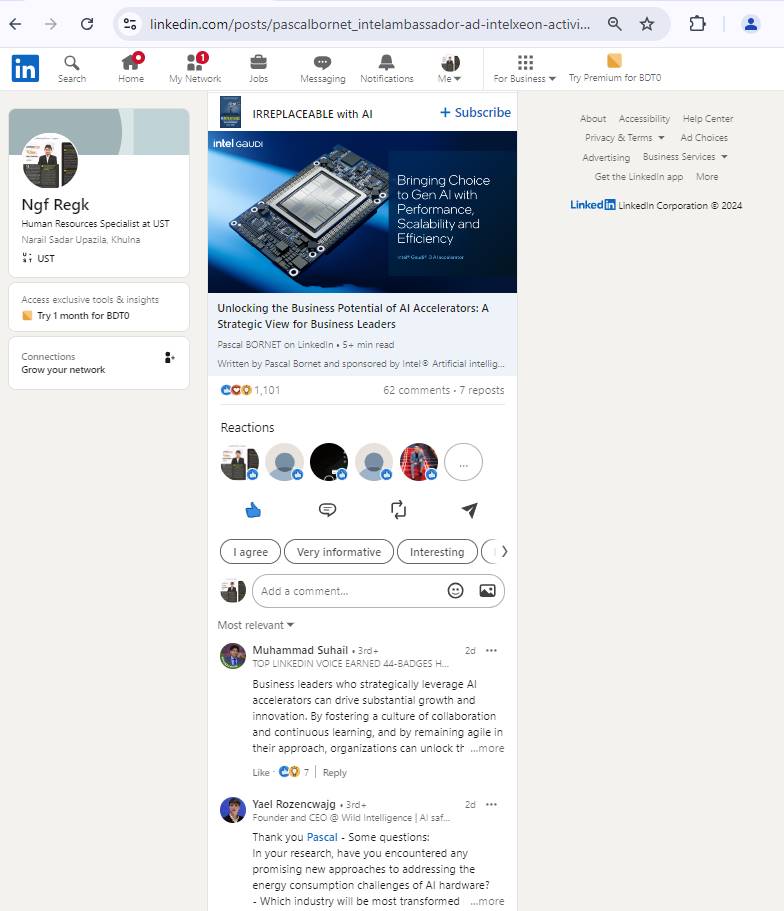 linkedin.com/posts/pascalbornet_intelambassador-ad-intelxeon-activi...
in
Search
Home
1
My Network
Jobs
Messaging
Notifications
Me
For Business
Try Premium for BDT0
Ngf Regk
Human Resources Specialist at UST
Narail Sadar Upazila, Khulna
UST
Access exclusive tools & insights
Try 1 month for BDT0
Connections
Grow your network
IRREPLACEABLE with AI
+ Subscribe
intel GAUDI
Bringing Choice
to Gen AI with
Performance,
Scalability and
Efficiency
Intel® Gaudi® 3 AI accelerator
Unlocking the Business Potential of AI Accelerators: A
Strategic View for Business Leaders
Pascal BORNET on LinkedIn • 5+ min read
Written by Pascal Bornet and sponsored by Intel® Artificial intellig...
1,101
62 comments • 7 reposts
Reactions
...
I agree
Very informative
Interesting
Add a comment...
Most relevant
Muhammad Suhail • 3rd+
2d
TOP LINKEDIN VOICE EARNED 44-BADGES H...
Business leaders who strategically leverage AI
accelerators can drive substantial growth and
innovation. By fostering a culture of collaboration
and continuous learning, and by remaining agile in
their approach, organizations can unlock th ...more
Like · 7 | Reply
Yael Rozencwajg • 3rd+
2d
Founder and CEO @ Wild Intelligence | AI saf...
Thank you Pascal - Some questions:
In your research, have you encountered any
promising new approaches to addressing the
energy consumption challenges of AI hardware?
- Which industry will be most transformed ...more
About Accessibility Help Center
Privacy & Terms Ad Choices
Advertising Business Services
Get the LinkedIn app More
LinkedIn LinkedIn Corporation © 2024